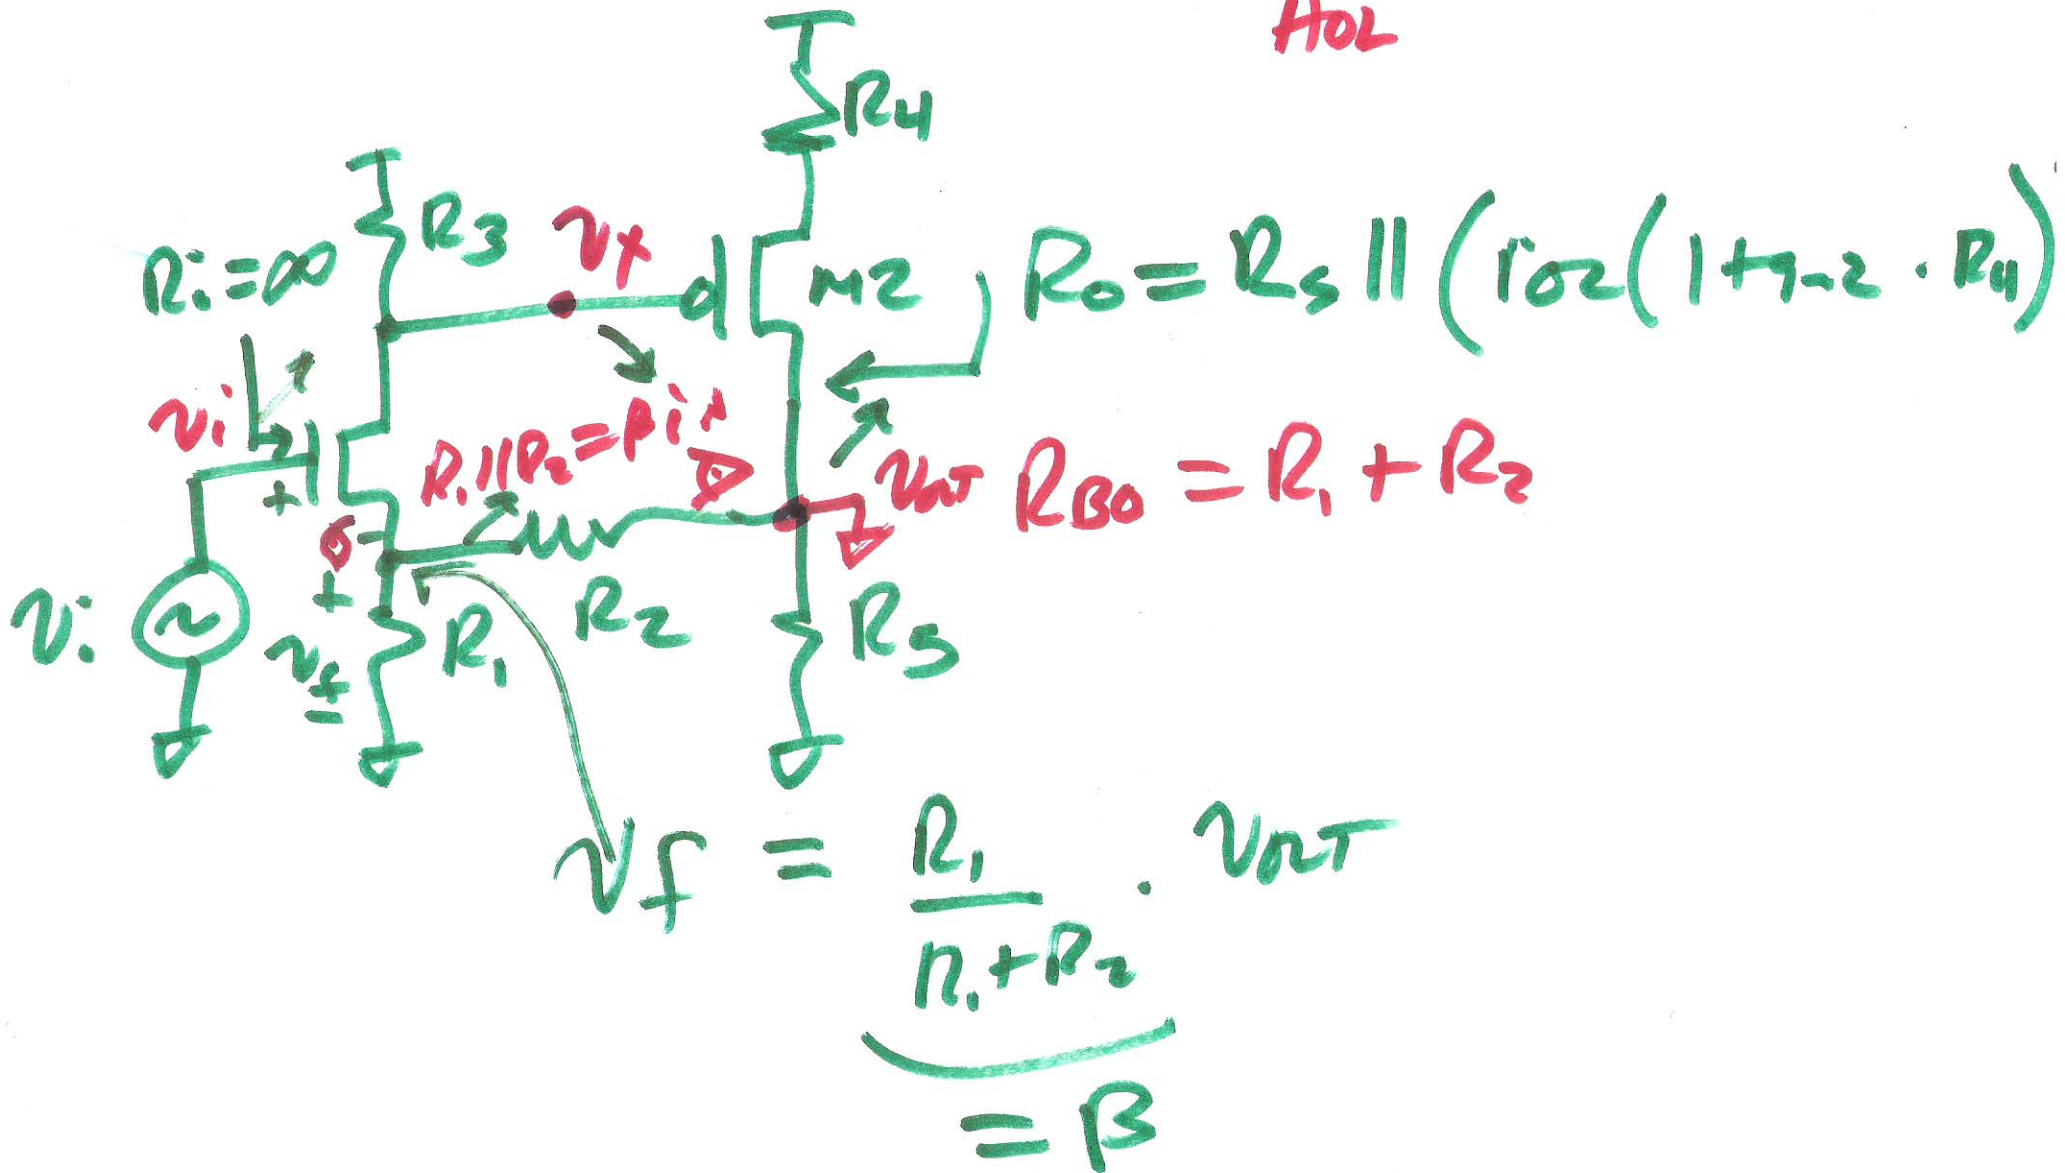 AOL
R4
R3
vx
Ri=∞
M2
Ro = R5 || (ro2(1+gm2·R4)
vi
R1||R2=Rin
vout
RBO = R1 + R2
+
-
+
vi
vf
-
R1
R2
R5
vf = R1 / R1+R2 · vout
= β